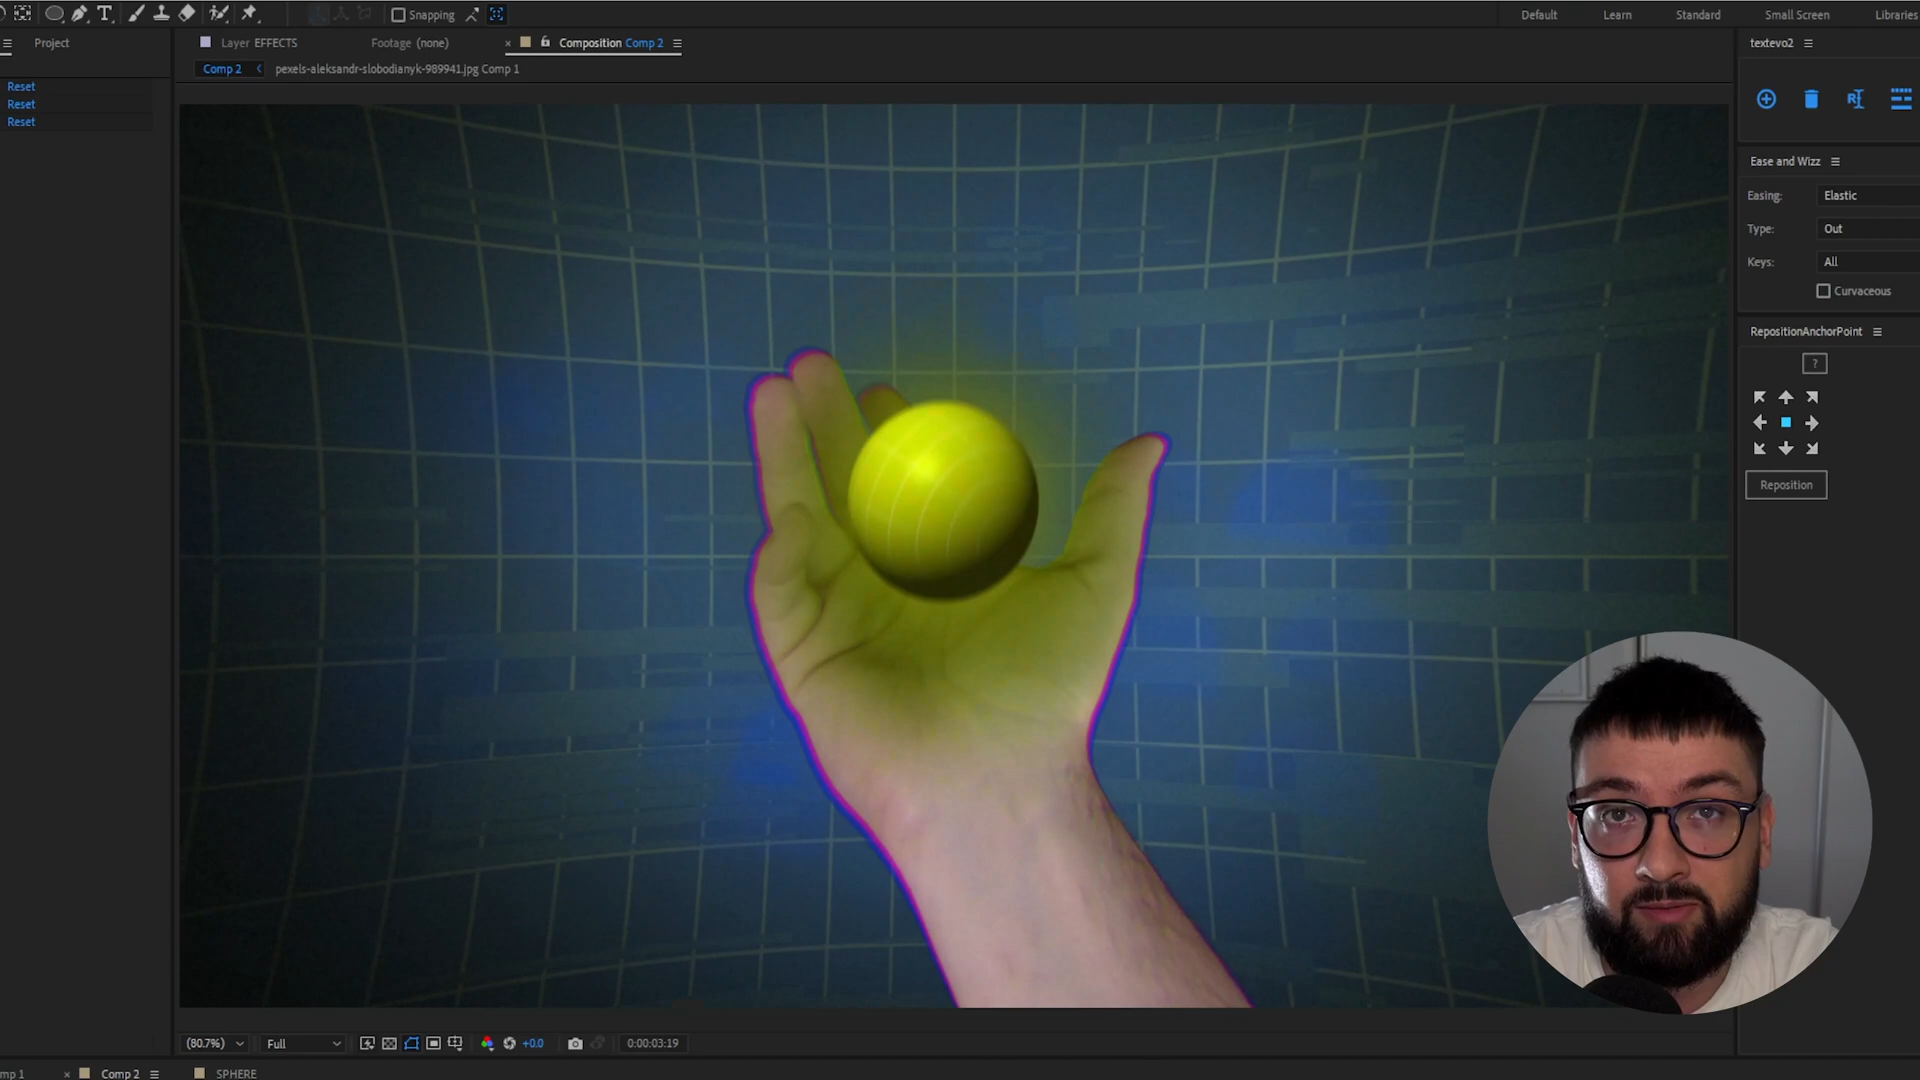 Snapping
Default
Learn
Standard
Small Screen
Libraries
Project
Layer EFFECTS
Footage (none)
Composition Comp 2
textevo2
Comp 2
pexels-aleksandr-slobodianyk-989941.jpg Comp 1
Reset
Reset
Reset
Ease and Wizz
Easing:
Elastic
Type:
Out
Keys:
All
Curvaceous
RepositionAnchorPoint
?
Reposition
(80.7%)
Full
+0.0
0:00:03:19
mp 1
Comp 2
SPHERE